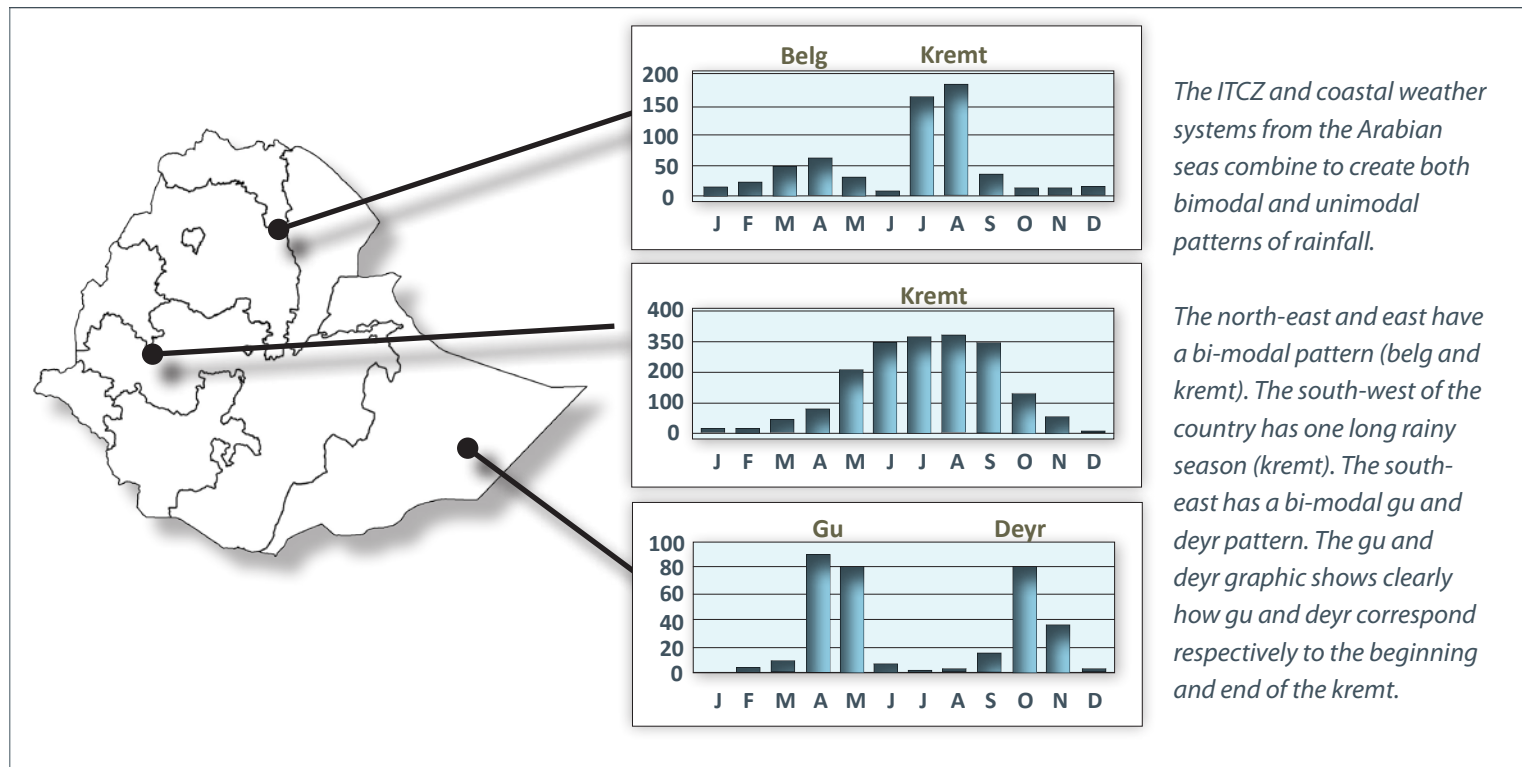 Belg Kremt
200
150
100
50
0
J F M A M J J A S O N D
Kremt
400
350
200
100
0
J F M A M J J A S O N D
Gu Deyr
100
80
60
40
20
0
J F M A M J J A S O N D
The ITCZ and coastal weather
systems from the Arabian
seas combine to create both
bimodal and unimodal
patterns of rainfall.
The north-east and east have
a bi-modal pattern (belg and
kremt). The south-west of the
country has one long rainy
season (kremt). The south-
east has a bi-modal gu and
deyr pattern. The gu and
deyr graphic shows clearly
how gu and deyr correspond
respectively to the beginning
and end of the kremt.